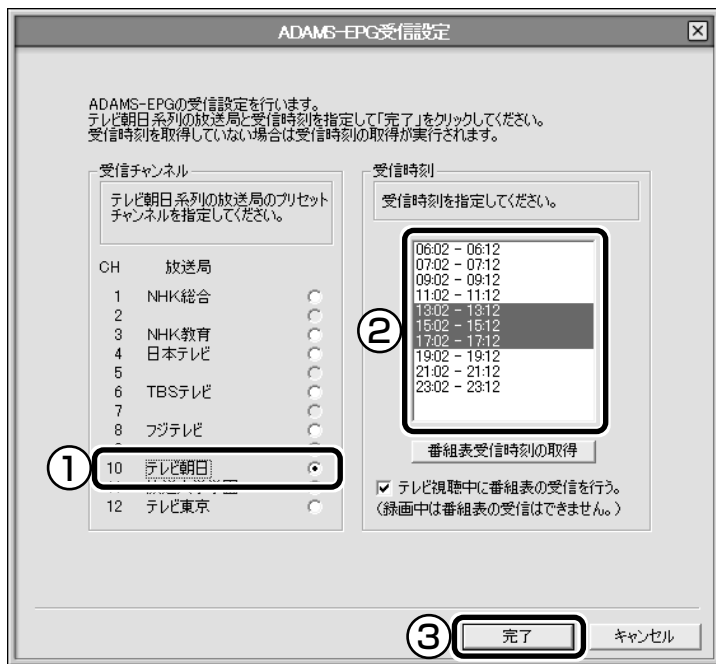 ADAMS-EPG受信設定
ADAMS-EPGの受信設定を行います。
テレビ朝日系列の放送局と受信時刻を指定して「完了」をクリックしてください。
受信時刻を取得していない場合は受信時刻の取得が実行されます。
受信チャンネル
テレビ朝日系列の放送局のプリセット
チャンネルを指定してください。
CH 放送局
1 NHK総合
2
3 NHK教育
4 日本テレビ
5
6 TBSテレビ
7
8 フジテレビ
① 10 テレビ朝日
12 テレビ東京
受信時刻
受信時刻を指定してください。
②
06:02 - 06:12
07:02 - 07:12
09:02 - 09:12
11:02 - 11:12
13:02 - 13:12
15:02 - 15:12
17:02 - 17:12
19:02 - 19:12
21:02 - 21:12
23:02 - 23:12
番組表受信時刻の取得
テレビ視聴中に番組表の受信を行う。
(録画中は番組表の受信はできません。)
③ 完了 キャンセル